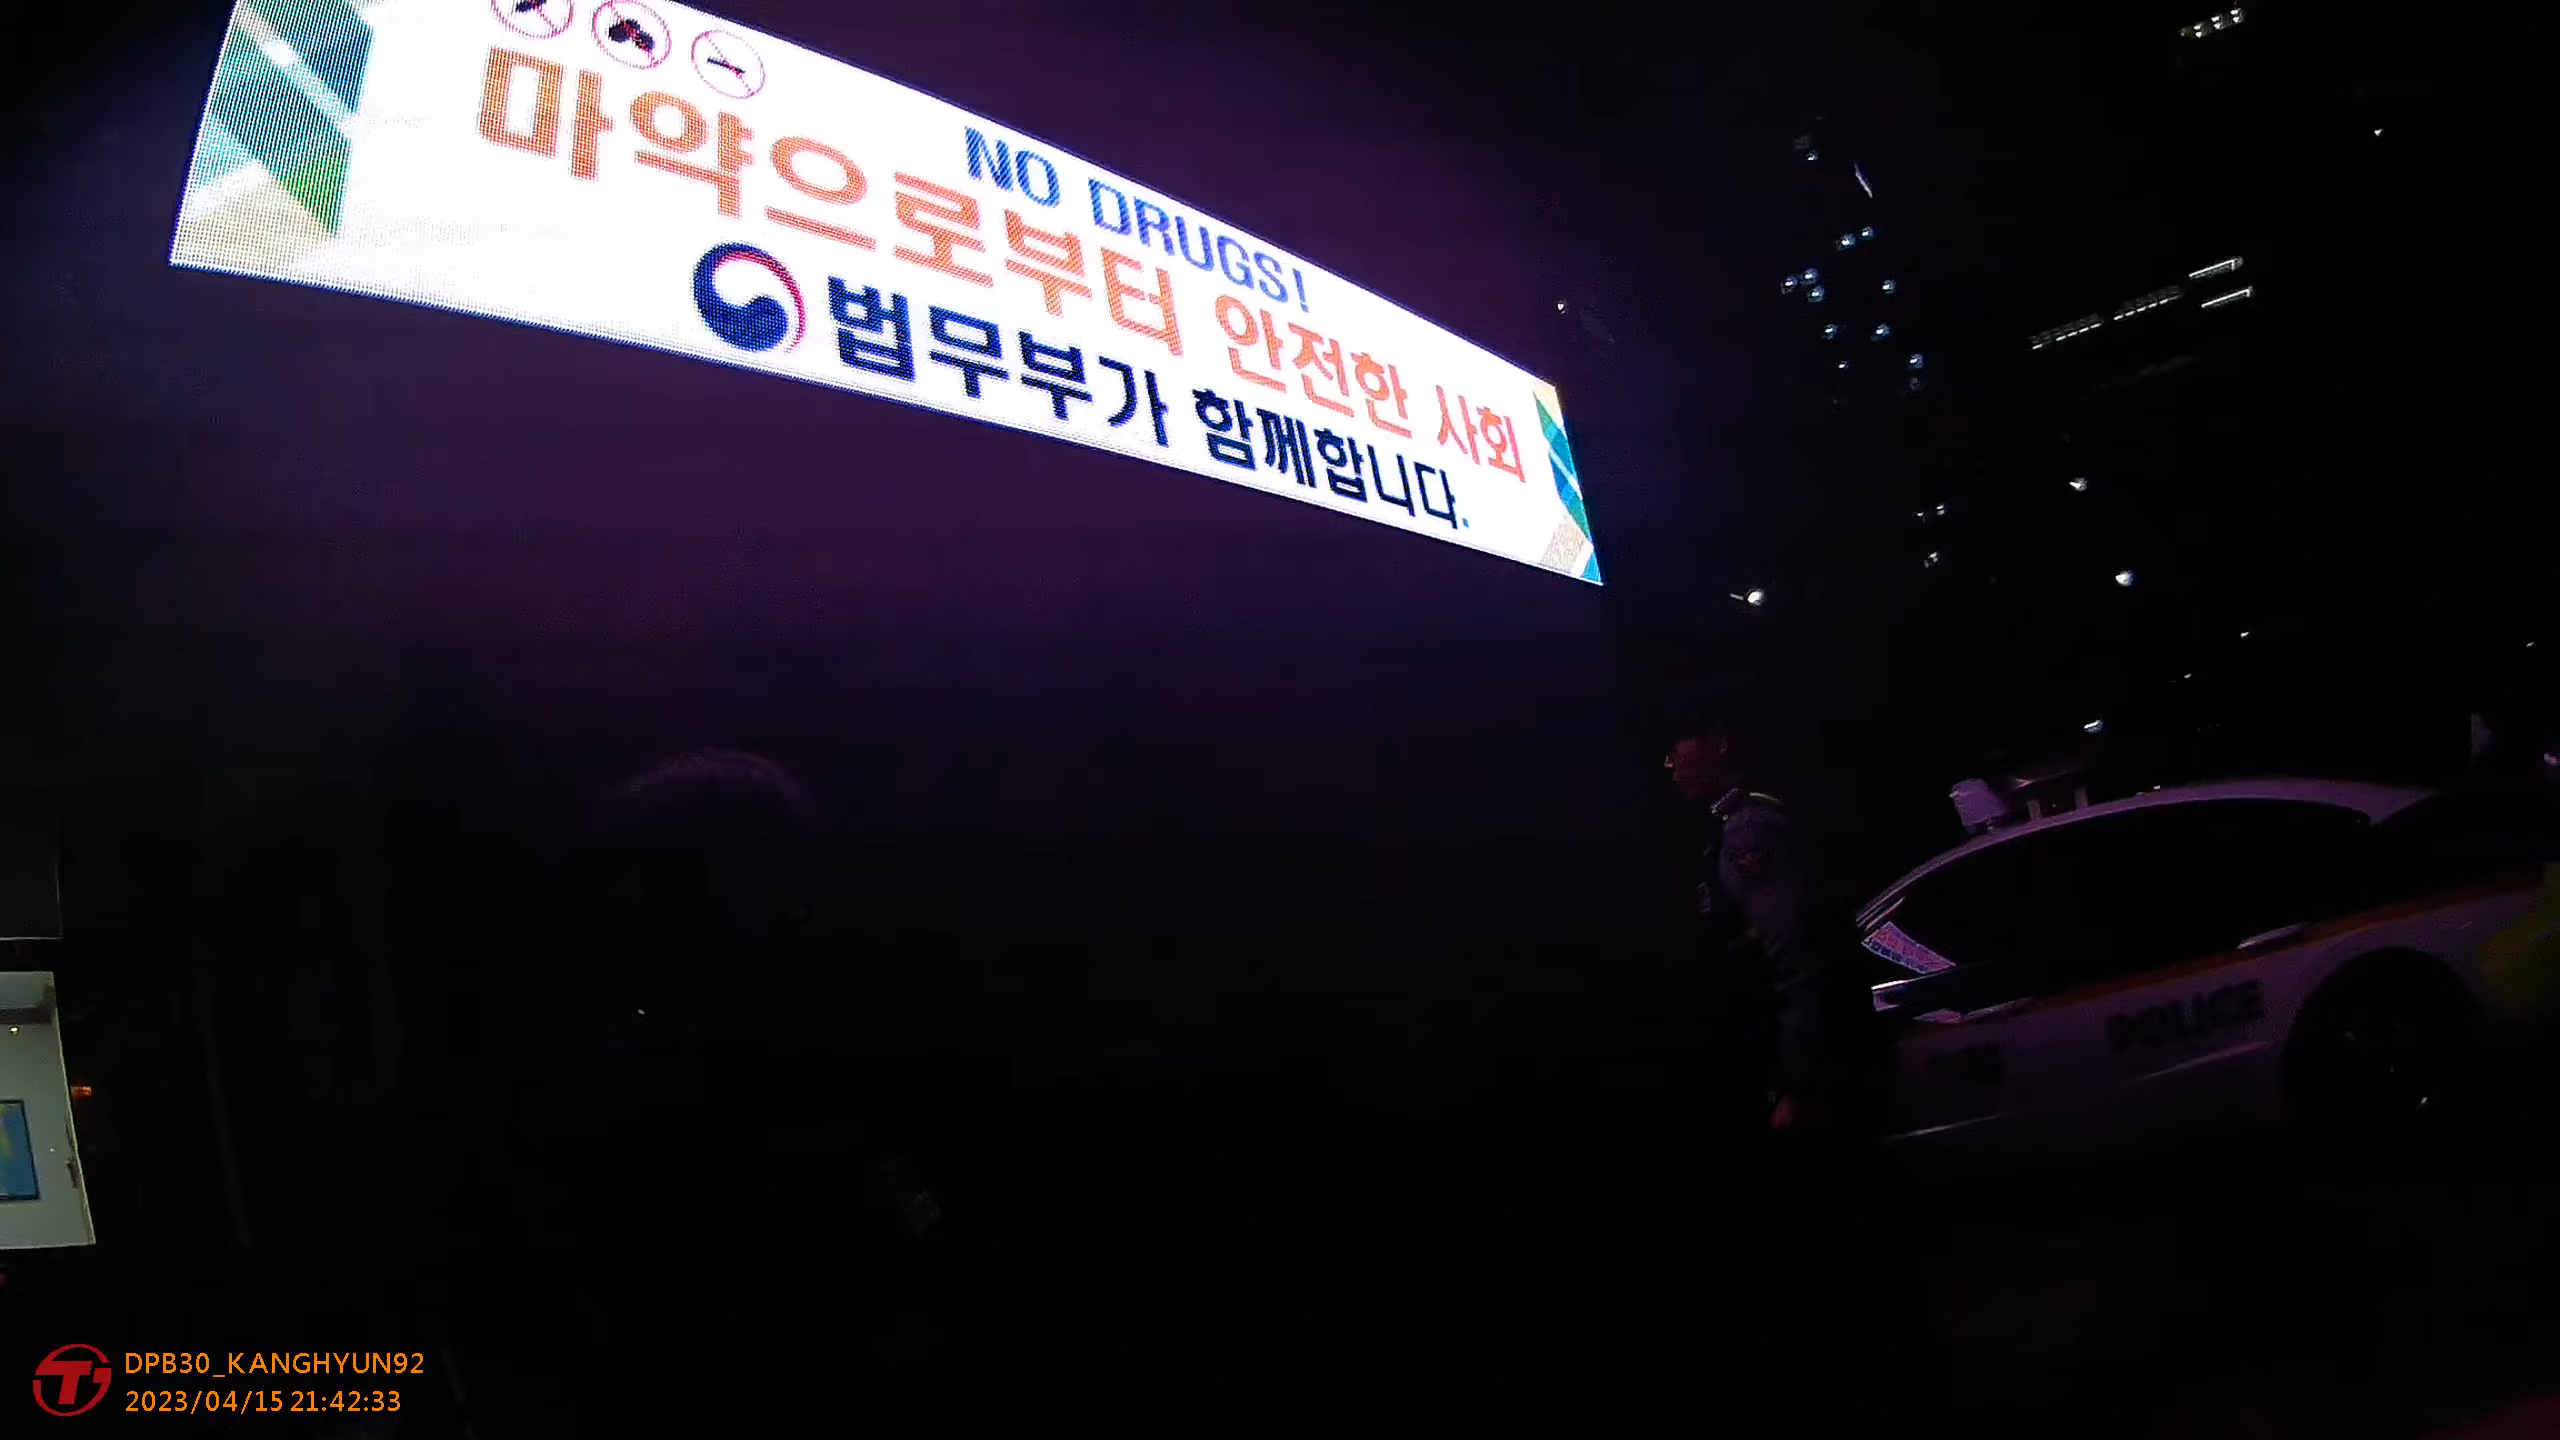 NO DRUGS!
마약으로부터 안전한 사회
법무부가 함께합니다.
POLICE
DPB30_KANGHYUN92
2023/04/15 21:42:33